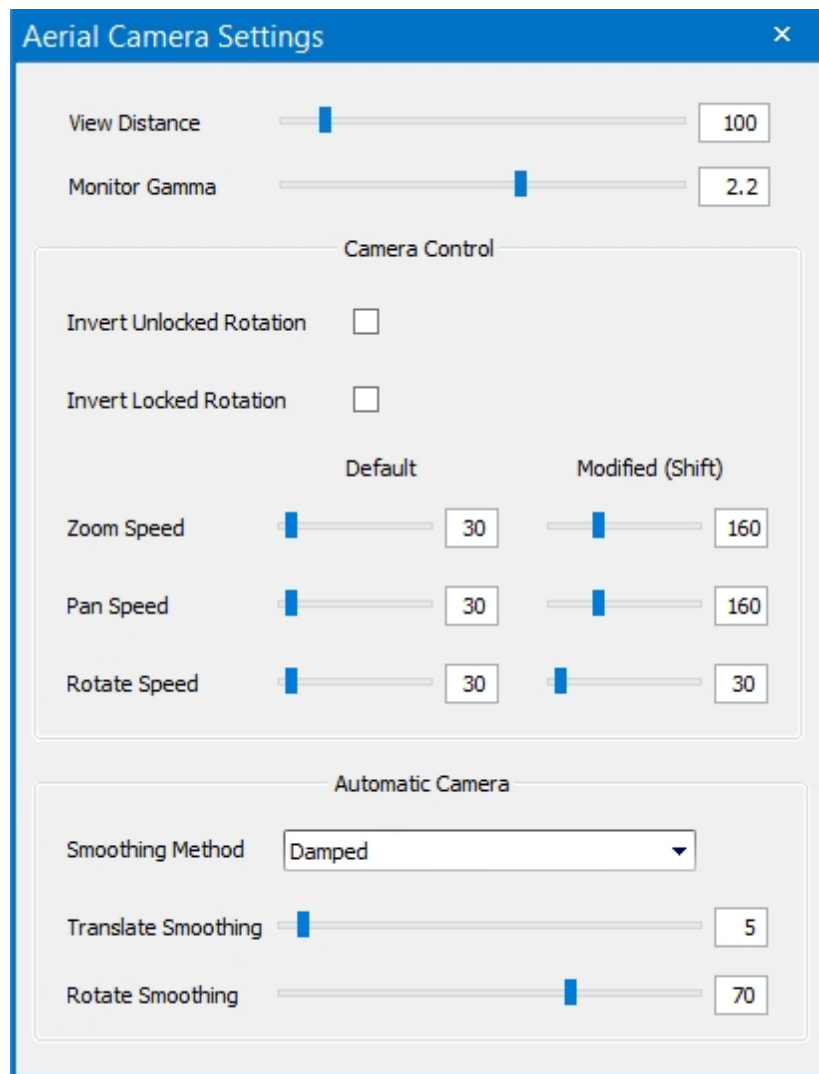 Aerial Camera Settings
View Distance 100
Monitor Gamma 2.2
Camera Control
Invert Unlocked Rotation
Invert Locked Rotation
Default Modified (Shift)
Zoom Speed 30 160
Pan Speed 30 160
Rotate Speed 30 30
Automatic Camera
Smoothing Method Damped
Translate Smoothing 5
Rotate Smoothing 70